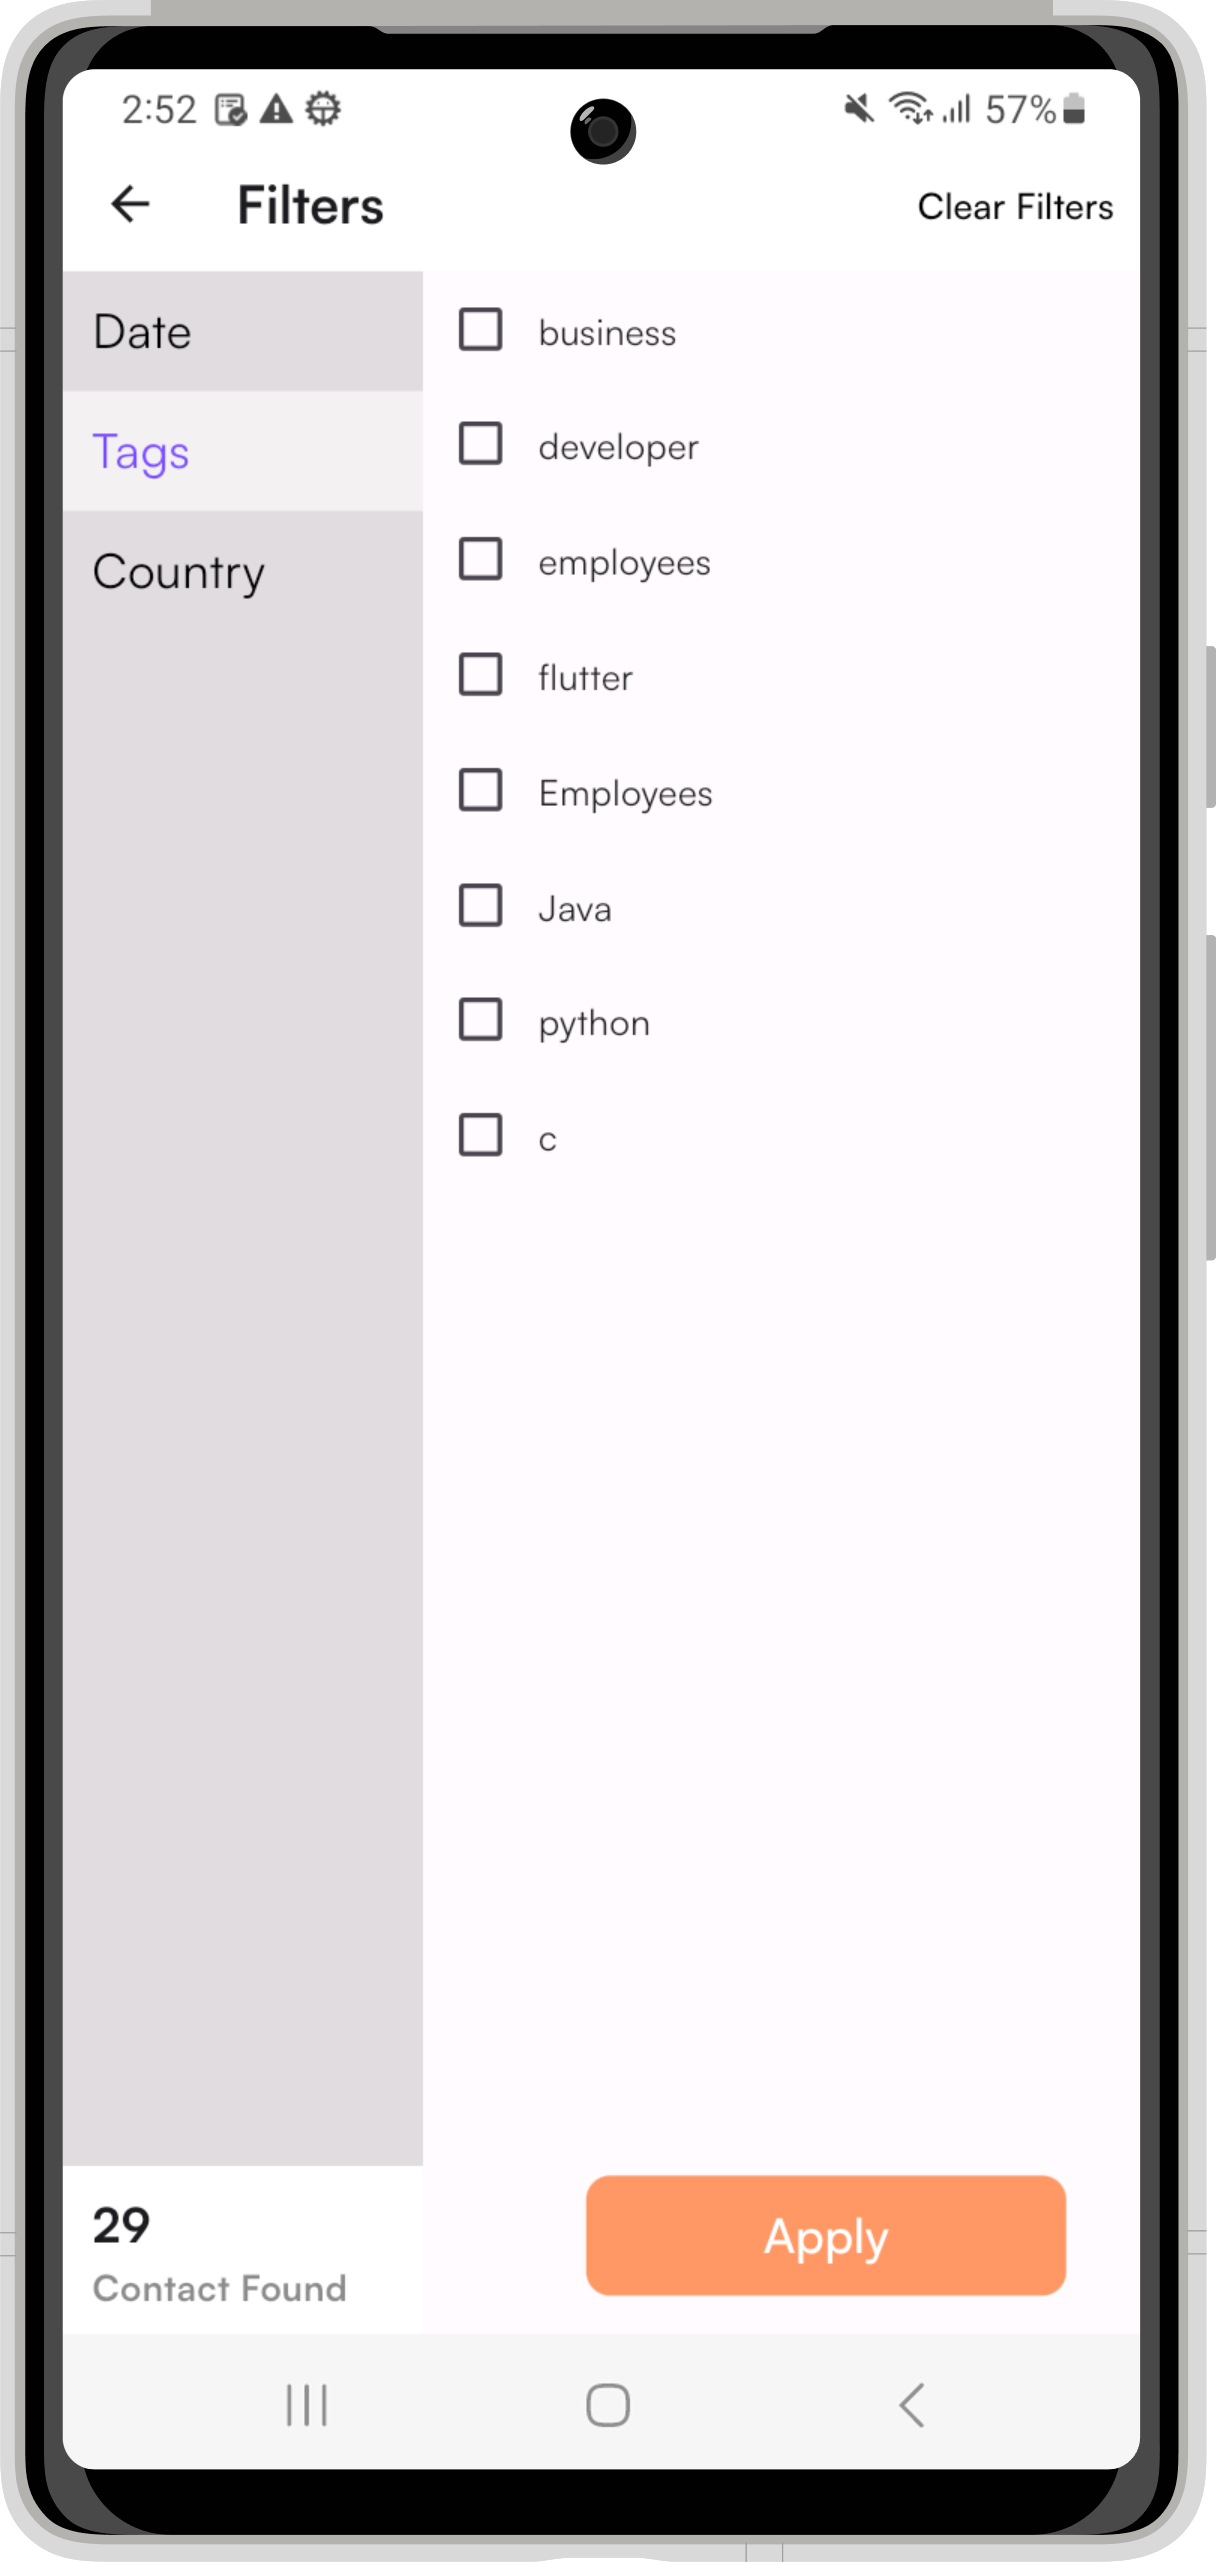 2:52 57%
Filters Clear Filters
Date
Tags
Country
business
developer
employees
flutter
Employees
Java
python
c
29
Contact Found
Apply